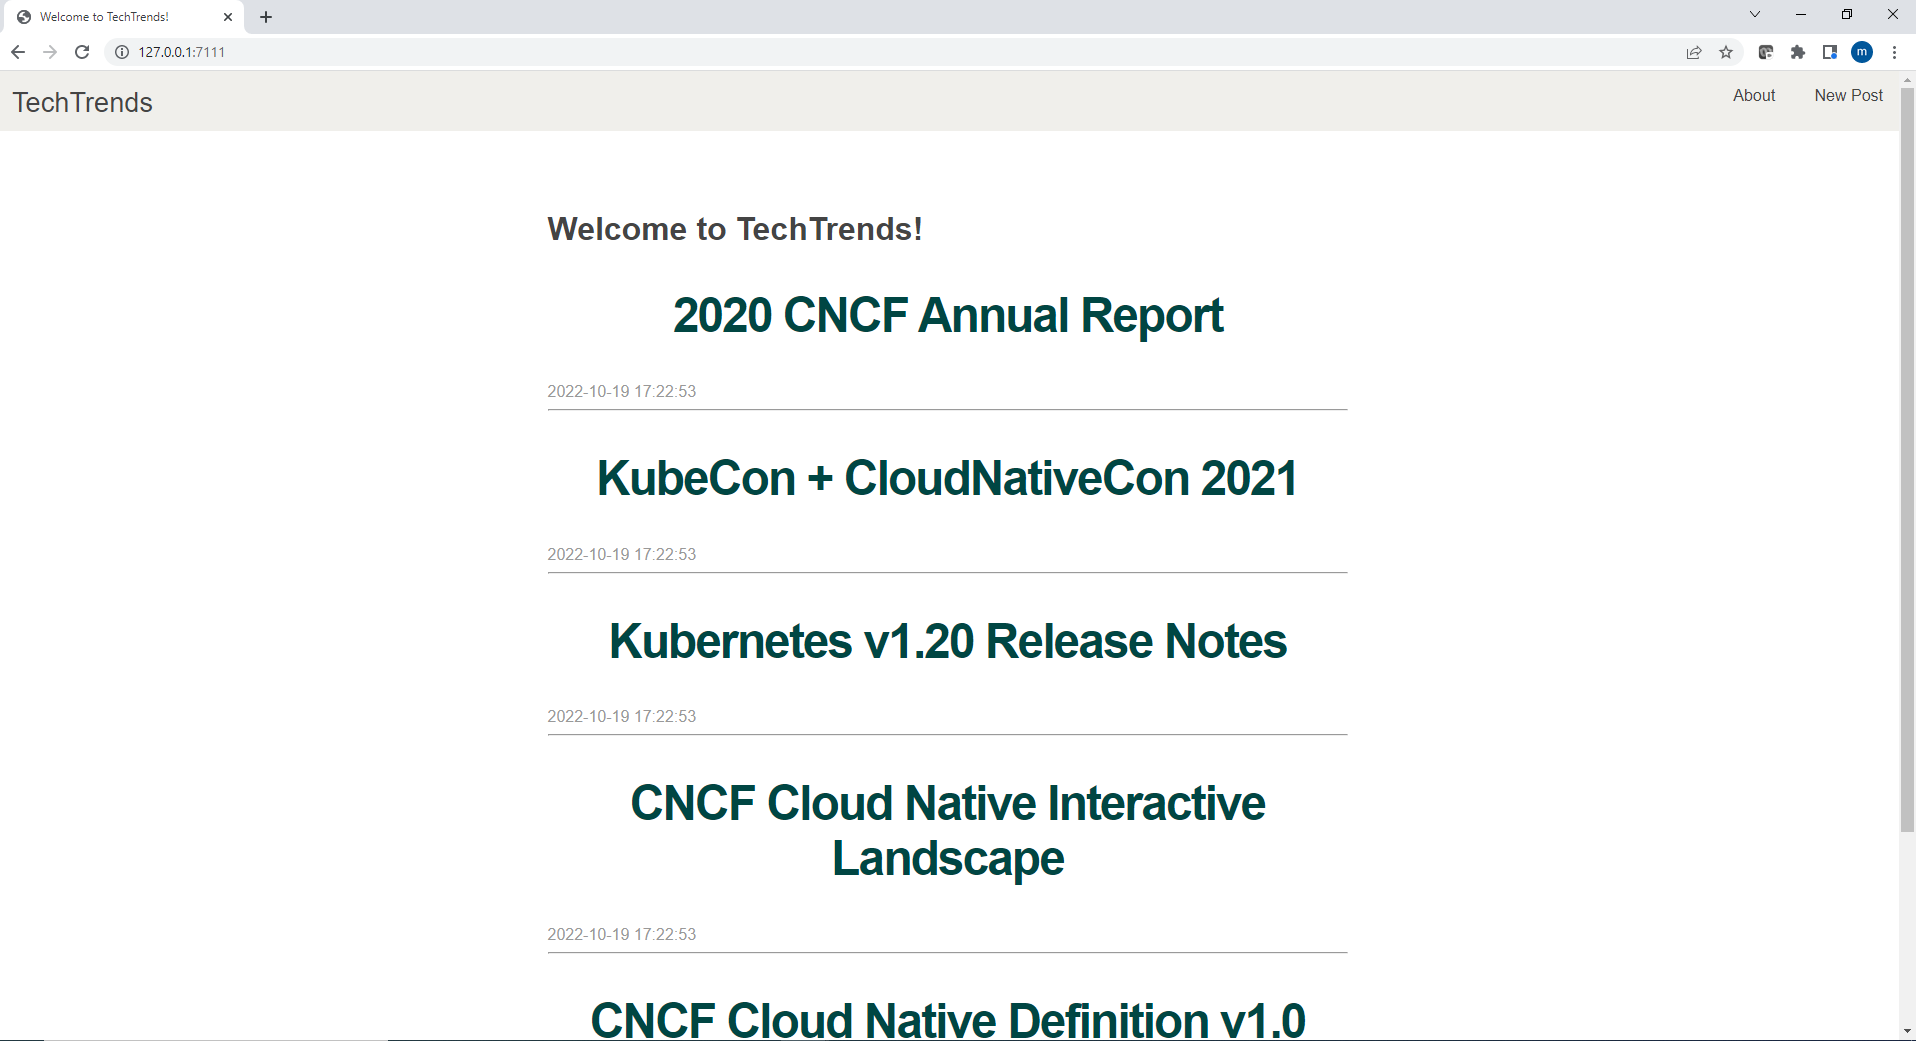 Welcome to TechTrends!
127.0.0.1:7111
m
TechTrends
About
New Post
Welcome to TechTrends!
2020 CNCF Annual Report
2022-10-19 17:22:53
KubeCon + CloudNativeCon 2021
2022-10-19 17:22:53
Kubernetes v1.20 Release Notes
2022-10-19 17:22:53
CNCF Cloud Native Interactive
Landscape
2022-10-19 17:22:53
CNCF Cloud Native Definition v1.0